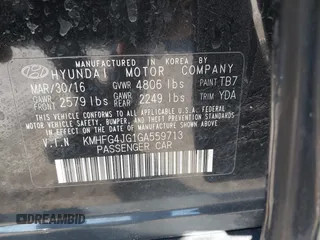 MANUFACTURED IN KOREA BY
HYUNDAI MOTOR COMPANY
MAR/30/16 GVWR 4806 lbs PAINT TB7
GAWR FR 2579 lbs GAWR RR 2249 lbs TRIM YDA
THIS VEHICLE CONFORMS TO ALL APPLICABLE FEDERAL
MOTOR VEHICLE SAFETY, BUMPER, AND THEFT PREVENTION
STANDARDS IN EFFECT ON THE DATE OF MANUFACTURE SHOWN ABOVE.
V.I.N KMHFG4JG1GA559713
PASSENGER CAR
DREAMBID